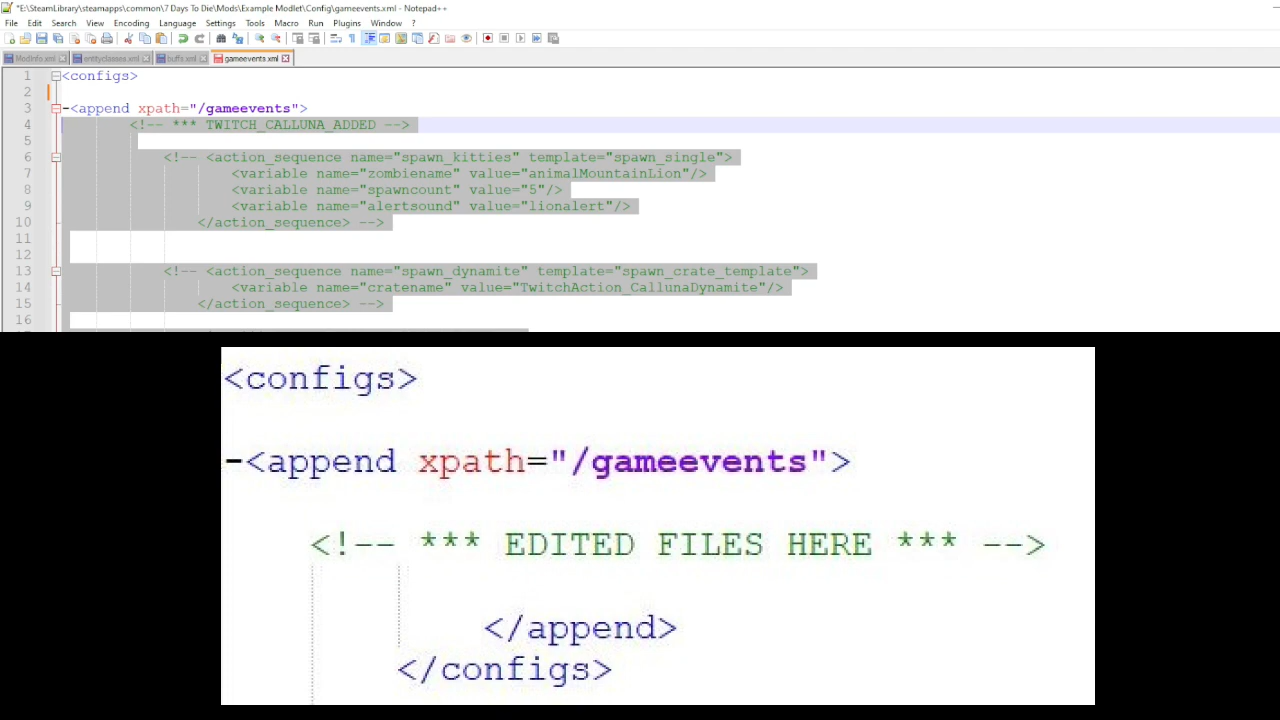 *E:\SteamLibrary\steamapps\common\7 Days To Die\Mods\Example Modlet\Config\gameevents.xml - Notepad++
File Edit Search View Encoding Language Settings Tools Macro Run Plugins Window ?
ModInfo.xml entityclasses.xml buffs.xml gameevents.xml
1 <configs>
2
3 -<append xpath="/gameevents">
4 <!-- *** TWITCH_CALLUNA_ADDED -->
5
6 <!-- <action_sequence name="spawn_kitties" template="spawn_single">
7 <variable name="zombiename" value="animalMountainLion"/>
8 <variable name="spawncount" value="5"/>
9 <variable name="alertsound" value="lionalert"/>
10 </action_sequence> -->
11
12
13 <!-- <action_sequence name="spawn_dynamite" template="spawn_crate_template">
14 <variable name="cratename" value="TwitchAction_CallunaDynamite"/>
15 </action_sequence> -->
16
<configs>
-<append xpath="/gameevents">
<!-- *** EDITED FILES HERE *** -->
</append>
</configs>